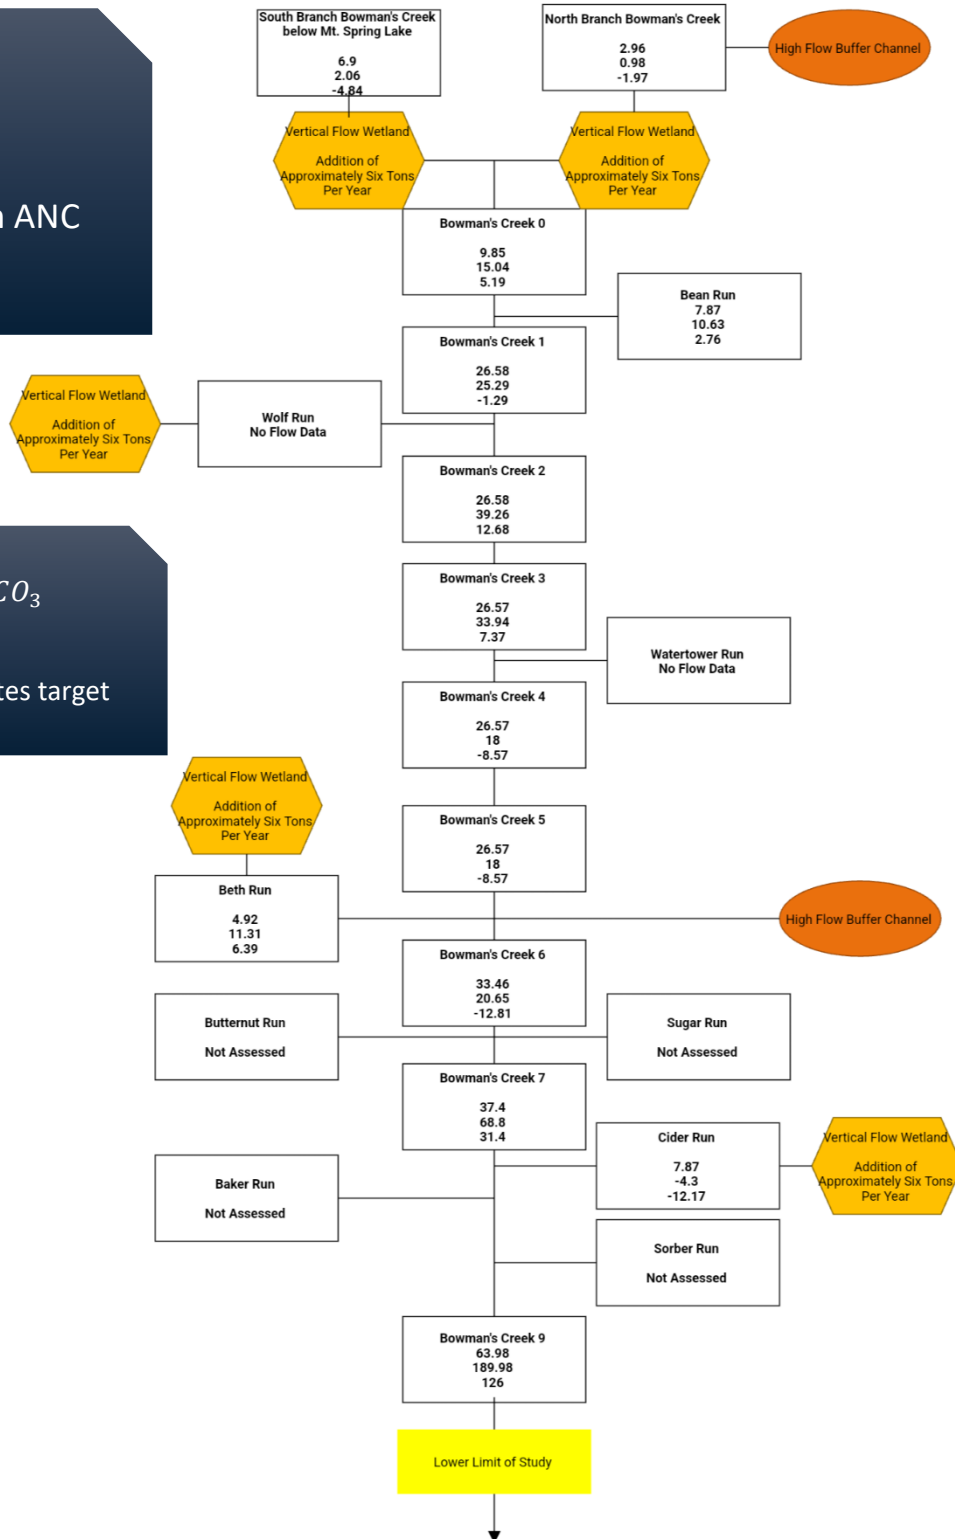 South Branch Bowman's Creek
below Mt. Spring Lake
6.9
2.06
-4.84
North Branch Bowman's Creek
2.96
0.98
-1.97
High Flow Buffer Channel
Vertical Flow Wetland
Addition of
Approximately Six Tons
Per Year
Vertical Flow Wetland
Addition of
Approximately Six Tons
Per Year
ANC
Bowman's Creek 0
9.85
15.04
5.19
Bean Run
7.87
10.63
2.76
Bowman's Creek 1
26.58
25.29
-1.29
Vertical Flow Wetland
Addition of
Approximately Six Tons
Per Year
Wolf Run
No Flow Data
Bowman's Creek 2
26.58
39.26
12.68
CO₃
target
Bowman's Creek 3
26.57
33.94
7.37
Watertower Run
No Flow Data
Bowman's Creek 4
26.57
18
-8.57
Vertical Flow Wetland
Addition of
Approximately Six Tons
Per Year
Bowman's Creek 5
26.57
18
-8.57
Beth Run
4.92
11.31
6.39
High Flow Buffer Channel
Bowman's Creek 6
33.46
20.65
-12.81
Butternut Run
Not Assessed
Sugar Run
Not Assessed
Bowman's Creek 7
37.4
68.8
31.4
Cider Run
7.87
-4.3
-12.17
Vertical Flow Wetland
Addition of
Approximately Six Tons
Per Year
Baker Run
Not Assessed
Sorber Run
Not Assessed
Bowman's Creek 9
63.98
189.98
126
Lower Limit of Study